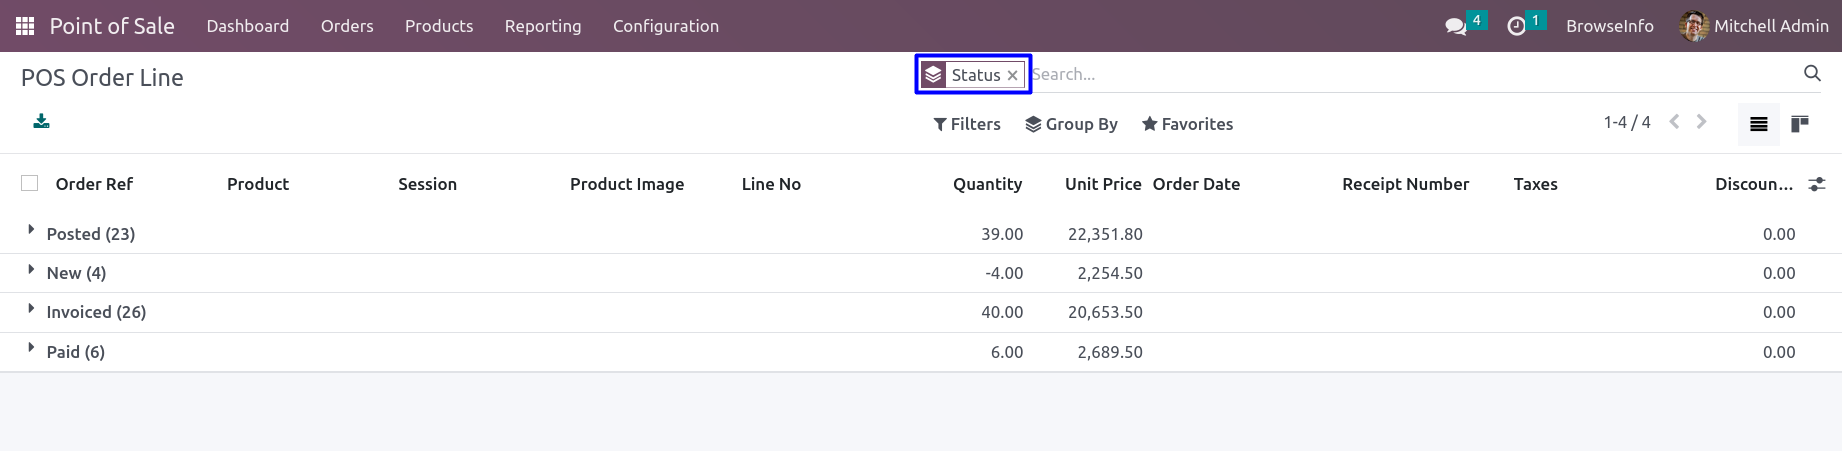 Point of Sale Dashboard Orders Products Reporting Configuration 4 1 BrowseInfo Mitchell Admin
POS Order Line Status × Search...
Filters Group By Favorites 1-4 / 4
Order Ref Product Session Product Image Line No Quantity Unit Price Order Date Receipt Number Taxes Discoun...
Posted (23) 39.00 22,351.80 0.00
New (4) -4.00 2,254.50 0.00
Invoiced (26) 40.00 20,653.50 0.00
Paid (6) 6.00 2,689.50 0.00